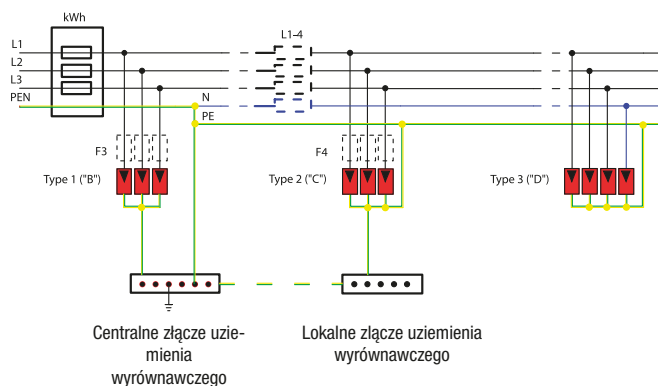 kWh
L1
L2
L3
PEN
N
PE
L1-4
F3
F4
Type 1 ("B")
Type 2 ("C")
Type 3 ("D")
Centralne złącze uzie-
mienia
wyrównawczego
Lokalne złącze uziemienia
wyrównawczego